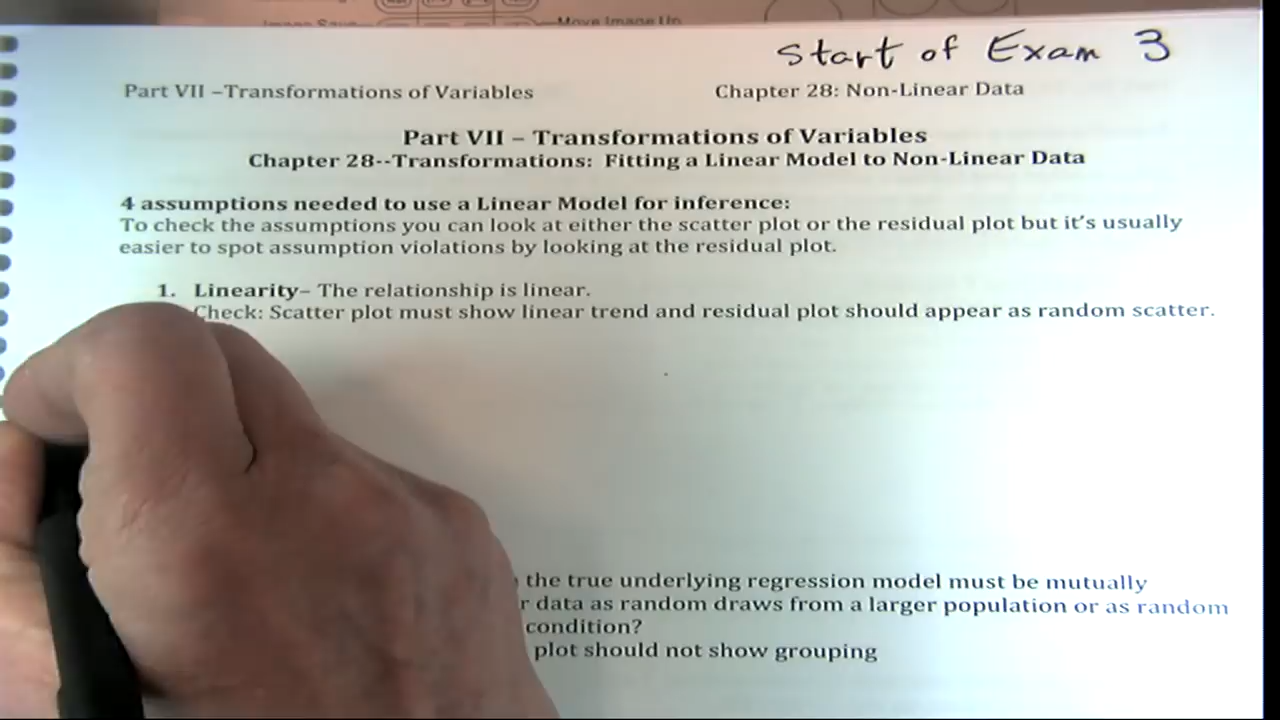 Move Image Up
Start of Exam 3
Part VII –Transformations of Variables
Chapter 28: Non-Linear Data
Part VII – Transformations of Variables
Chapter 28--Transformations: Fitting a Linear Model to Non-Linear Data
4 assumptions needed to use a Linear Model for inference:
To check the assumptions you can look at either the scatter plot or the residual plot but it's usually
easier to spot assumption violations by looking at the residual plot.
1. Linearity– The relationship is linear.
Check: Scatter plot must show linear trend and residual plot should appear as random scatter.
the true underlying regression model must be mutually
data as random draws from a larger population or as random
condition?
plot should not show grouping